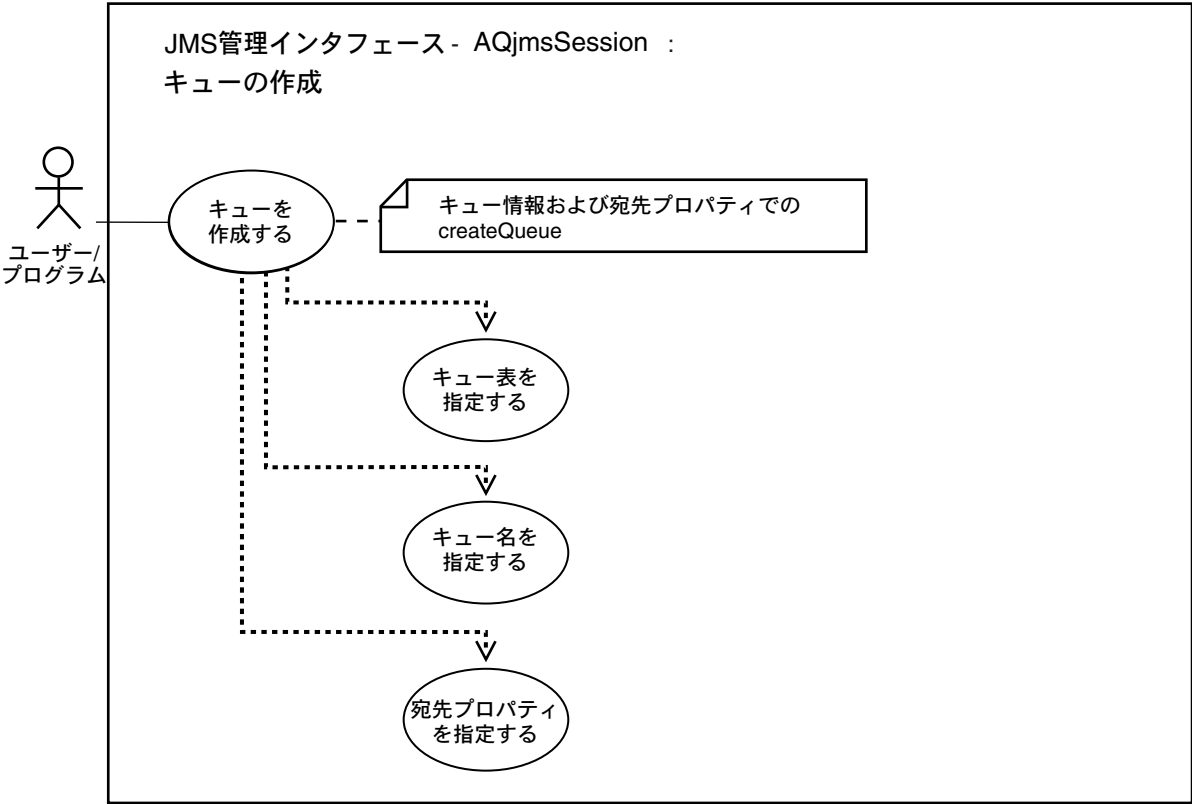 JMS管理インタフェース - AQjmsSession :
キューの作成
ユーザー/
プログラム
キューを
作成する
キュー情報および宛先プロパティでの
createQueue
キュー表を
指定する
キュー名を
指定する
宛先プロパティ
を指定する